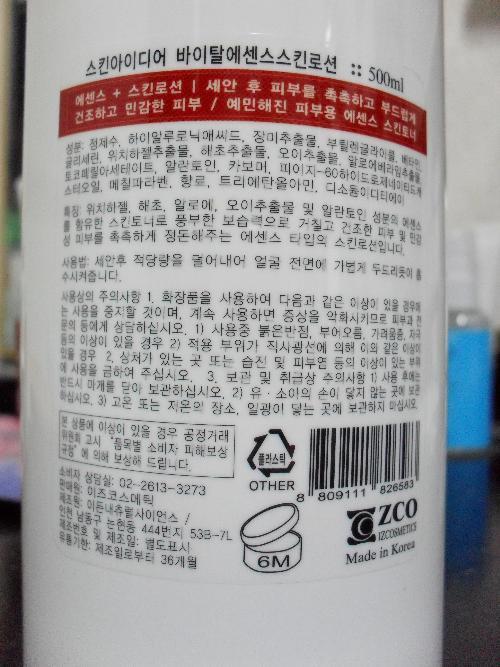 스킨아이디어 바이탈에센스스킨로션 :: 500ml
에센스 + 스킨로션 | 세안 후 피부를 촉촉하고 부드럽게
건조하고 민감한 피부 / 예민해진 피부용 에센스 스킨토너
성분: 정제수, 하이알루로닉애씨드, 장미추출물, 부틸렌글라이콜, 베타인,
글리세린, 위치하젤추출물, 해초추출물, 오이추출물, 알로에베라잎추출물
토코페릴아세테이트, 알란토인, 카보머, 피이지-60하이드로제네이티드캐
스터오일, 메칠파라벤, 향료, 트리에탄올아민, 디소듐이디티에이
특징: 위치하젤, 해초, 알로에, 오이추출물 및 알란토인 성분의 에센스
를 함유한 스킨토너로 풍부한 보습력으로 거칠고 건조한 피부 및 민감
성 피부를 촉촉하게 정돈해주는 에센스 타입의 스킨로션입니다.
사용법: 세안후 적당량을 덜어내어 얼굴 전면에 가볍게 두드리듯이 흡
수시켜줍니다.
사용상의 주의사항 1. 화장품을 사용하여 다음과 같은 이상이 있을 경우에
는 사용을 중지할 것이며, 계속 사용하면 증상을 악화시키므로 피부과 전
문의 등에게 상담하십시오. 1) 사용중 붉은반점, 부어오름, 가려움증, 자극
등의 이상이 있을 경우 2) 적용 부위가 직사광선에 의해 위와 같은 이상이
있을 경우 2. 상처가 있는 곳 또는 습진 및 피부염 등의 이상이 있는 부위
에 사용을 금하여 주십시오. 3. 보관 및 취급상 주의사항 1) 사용 후에는
반드시 마개를 닫아 보관하십시오. 2) 유·소아의 손이 닿지 않는 곳에 보관
하십시오. 3) 고온 또는 저온의 장소, 일광이 닿는 곳에 보관하지 마십시오.
본 상품에 이상이 있을 경우 공정거래
위원회 고시 "품목별 소비자 피해보상
규정" 에 의해 보상해 드립니다.
플라스틱
OTHER
8 809111 826583
소비자 상담실: 02-2613-3273
판매원: 이즈코스메틱
제조원: 이든내츄럴사이언스 /
인천 남동구 논현동 444번지 53B-7L
제조번호 및 제조일: 별도표시
유통기한: 제조일로부터 36개월
6M
ZCO
IZCOSMETICS
Made in Korea